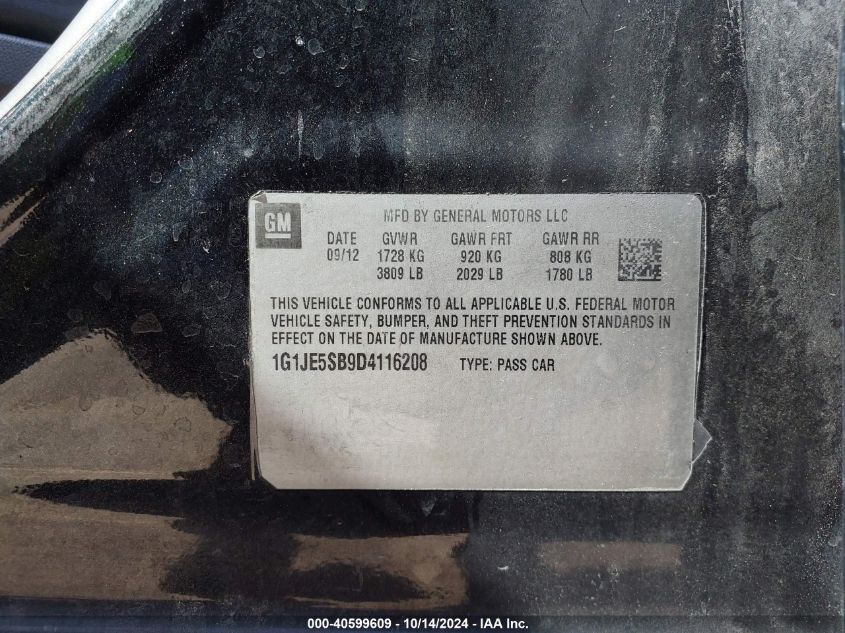 GM
MFD BY GENERAL MOTORS LLC
DATE GVWR GAWR FRT GAWR RR
09/12 1728 KG 920 KG 808 KG
3809 LB 2029 LB 1780 LB
THIS VEHICLE CONFORMS TO ALL APPLICABLE U.S. FEDERAL MOTOR
VEHICLE SAFETY, BUMPER, AND THEFT PREVENTION STANDARDS IN
EFFECT ON THE DATE OF MANUFACTURE SHOWN ABOVE.
1G1JE5SB9D4116208 TYPE: PASS CAR
000-40599609 - 10/14/2024 - IAA Inc.